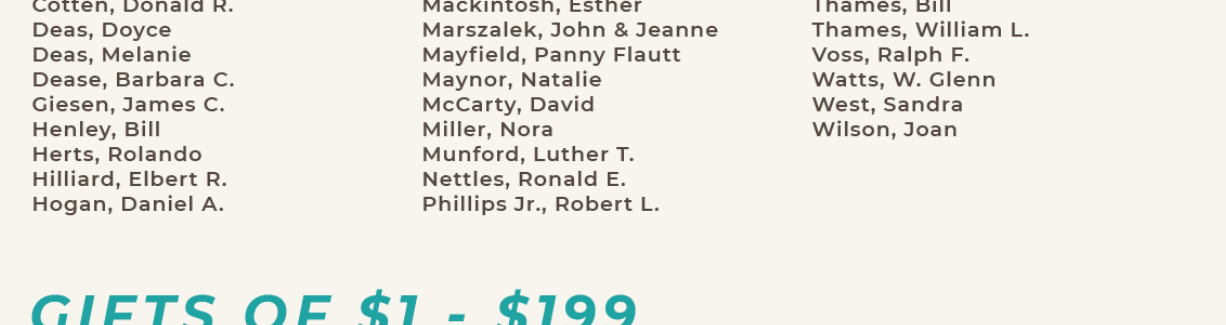 Cotten, Donald R.
Deas, Doyce
Deas, Melanie
Dease, Barbara C.
Giesen, James C.
Henley, Bill
Herts, Rolando
Hilliard, Elbert R.
Hogan, Daniel A.
Mackintosh, Esther
Marszalek, John & Jeanne
Mayfield, Panny Flautt
Maynor, Natalie
McCarty, David
Miller, Nora
Munford, Luther T.
Nettles, Ronald E.
Phillips Jr., Robert L.
Thames, Bill
Thames, William L.
Voss, Ralph F.
Watts, W. Glenn
West, Sandra
Wilson, Joan
GIFTS OF $1 - $199